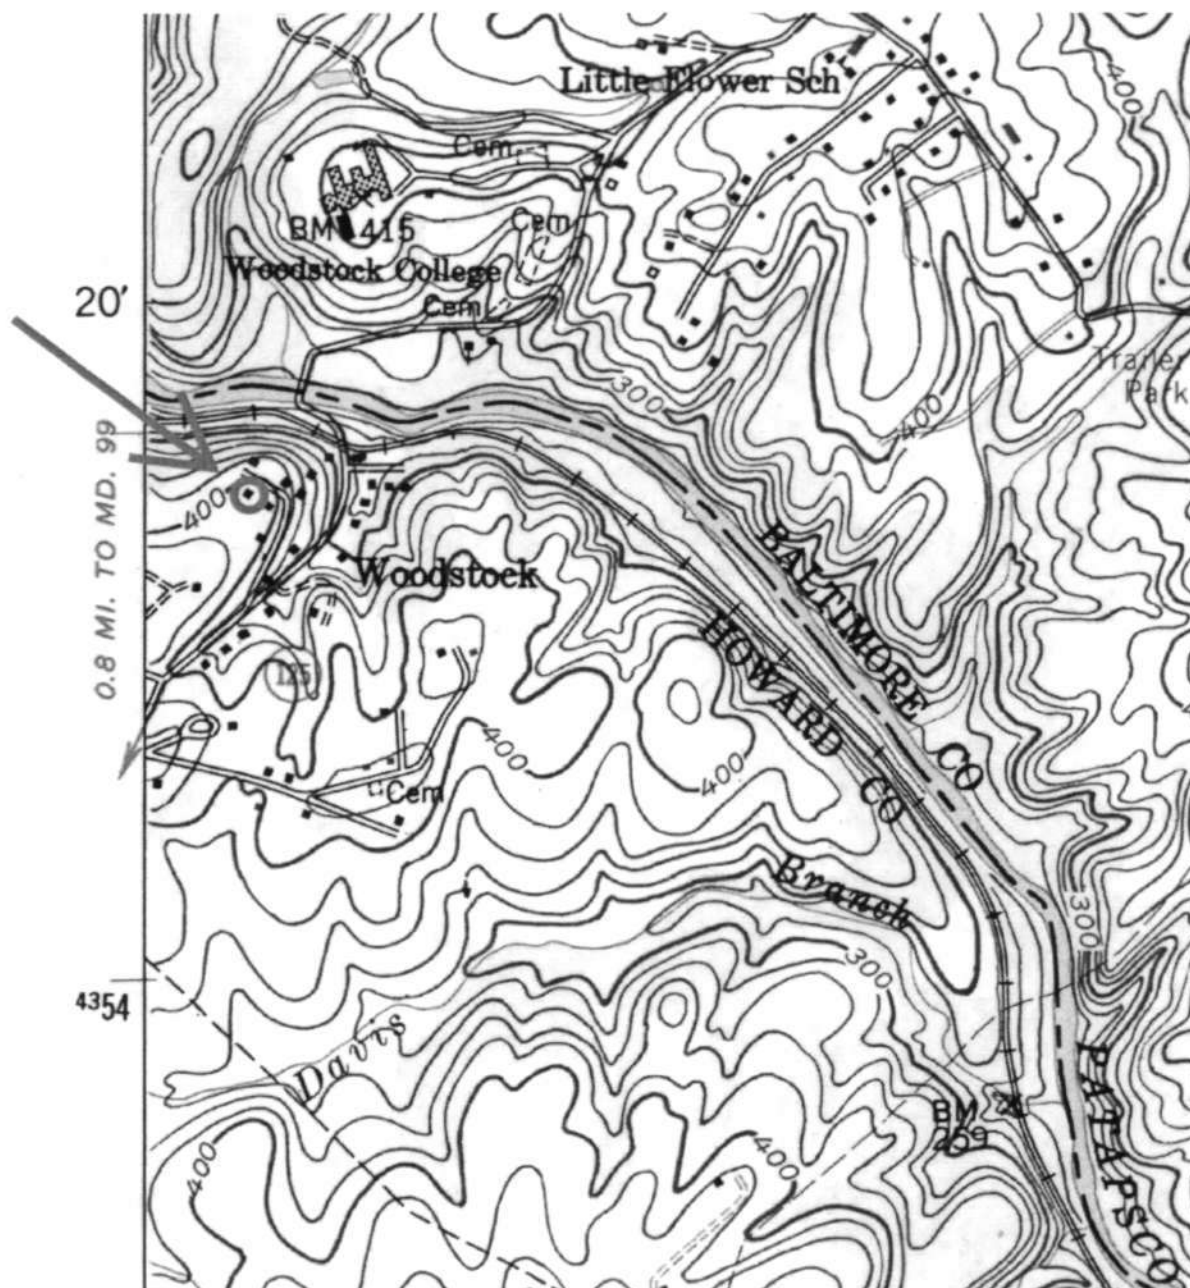 Little Flower Sch
400
Cem
BM 415
Cem
Woodstock College
20'
Cem
300
Trailer
Park
400
99
400
0.8 MI. TO MD.
BALTIMORE CO
Woodstock
HOWARD CO
125
400
400
Cem
Branch
300
300
4354
Davis
PATAPSCO
BM
259
400
400